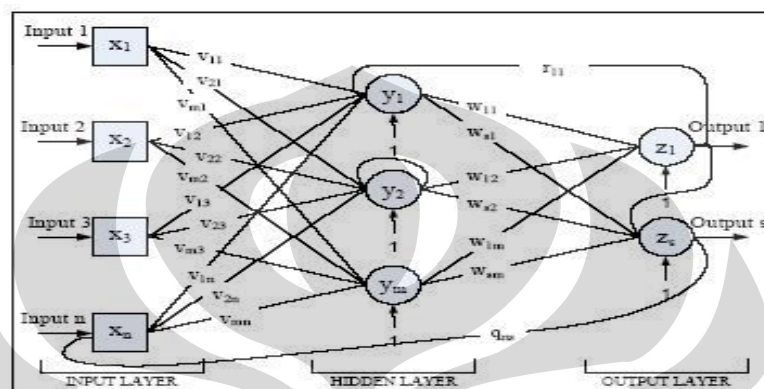 Input 1
x1
v11
v21
vm1
r11
y1
w11
ws1
Output 1
Input 2
x2
v12
v22
vm2
1
z1
y2
w12
ws2
1
Input 3
x3
v13
v23
vm3
1
w1m
wsm
Output s
zs
v1n
v2n
vmn
ym
1
Input n
xn
qns
1
INPUT LAYER
HIDDEN LAYER
OUTPUT LAYER